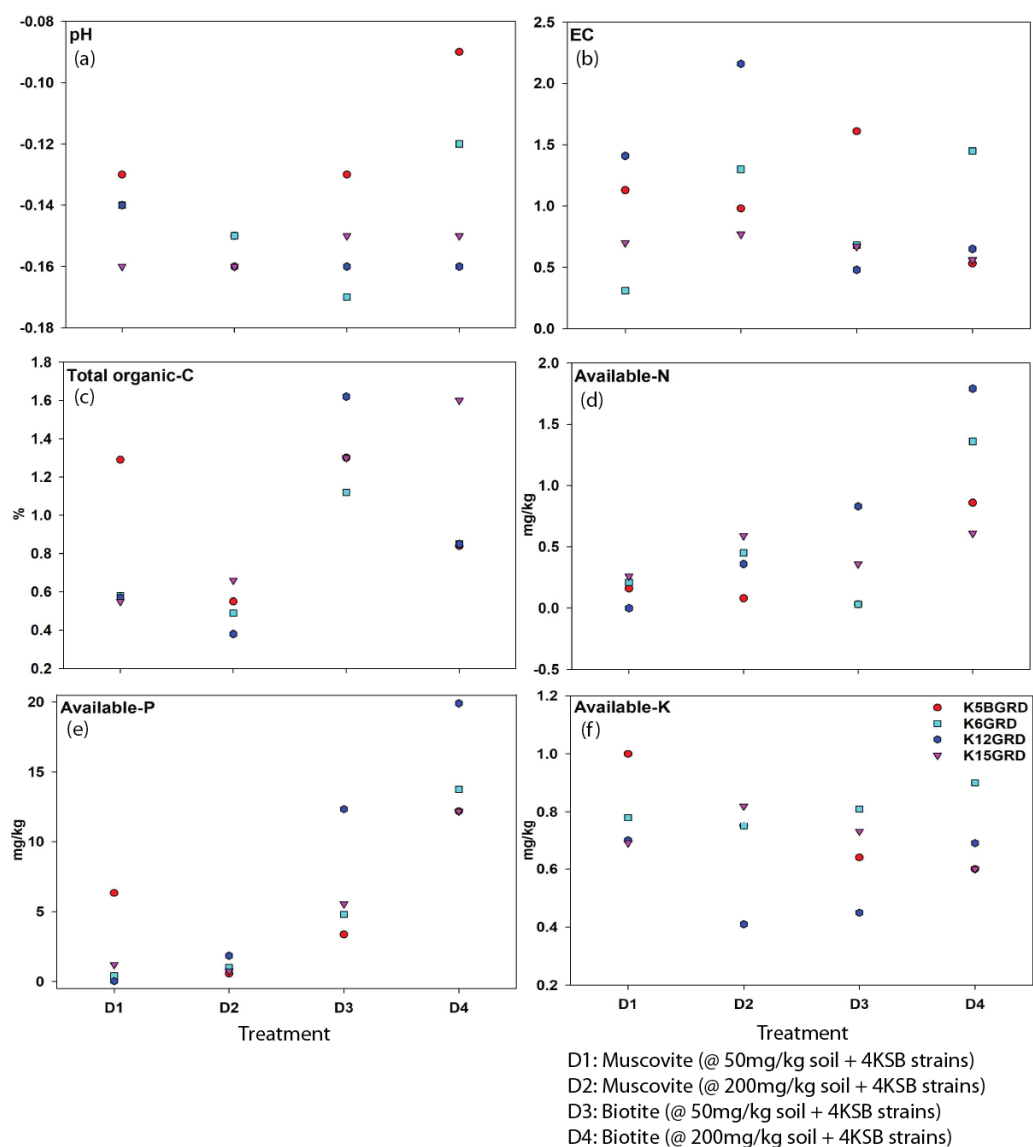 pH
(a)
-0.08
-0.10
-0.12
-0.14
-0.16
-0.18
EC
(b)
2.5
2.0
1.5
1.0
0.5
0.0
Total organic-C
(c)
%
1.8
1.6
1.4
1.2
1.0
0.8
0.6
0.4
0.2
Available-N
(d)
mg/kg
2.0
1.5
1.0
0.5
0.0
-0.5
Available-P
(e)
mg/kg
20
15
10
5
0
D1 D2 D3 D4
Treatment
Available-K
(f)
mg/kg
1.2
1.0
0.8
0.6
0.4
0.2
K5BGRD
K6GRD
K12GRD
K15GRD
D1 D2 D3 D4
Treatment
D1: Muscovite (@ 50mg/kg soil + 4KSB strains)
D2: Muscovite (@ 200mg/kg soil + 4KSB strains)
D3: Biotite (@ 50mg/kg soil + 4KSB strains)
D4: Biotite (@ 200mg/kg soil + 4KSB strains)